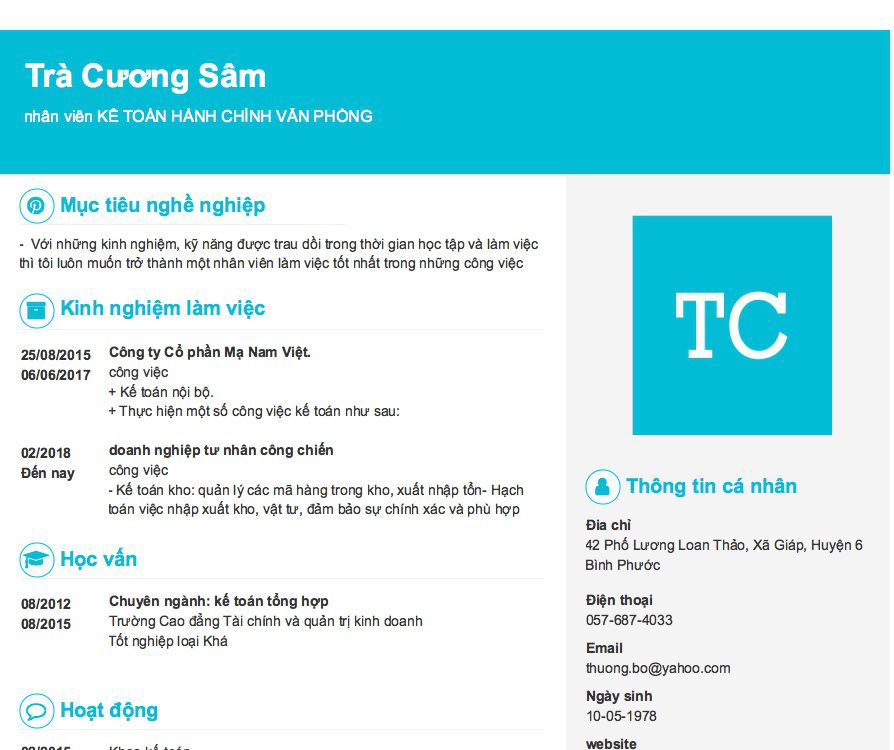 Trà Cương Sâm
nhân viên KẾ TOÁN HÀNH CHÍNH VĂN PHÒNG
Mục tiêu nghề nghiệp
- Với những kinh nghiệm, kỹ năng được trau dồi trong thời gian học tập và làm việc
thì tôi luôn muốn trở thành một nhân viên làm việc tốt nhất trong những công việc
Kinh nghiệm làm việc
25/08/2015
06/06/2017
Công ty Cổ phần Mạ Nam Việt.
công việc
+ Kế toán nội bộ.
+ Thực hiện một số công việc kế toán như sau:
02/2018
Đến nay
doanh nghiệp tư nhân công chiến
công việc
- Kế toán kho: quản lý các mã hàng trong kho, xuất nhập tồn- Hạch
toán việc nhập xuất kho, vật tư, đảm bảo sự chính xác và phù hợp
Học vấn
08/2012
08/2015
Chuyên ngành: kế toán tổng hợp
Trường Cao đẳng Tài chính và quản trị kinh doanh
Tốt nghiệp loại Khá
Hoạt động
TC
Thông tin cá nhân
Địa chỉ
42 Phố Lương Loan Thảo, Xã Giáp, Huyện 6
Bình Phước
Điện thoại
057-687-4033
Email
thuong.bo@yahoo.com
Ngày sinh
10-05-1978
website